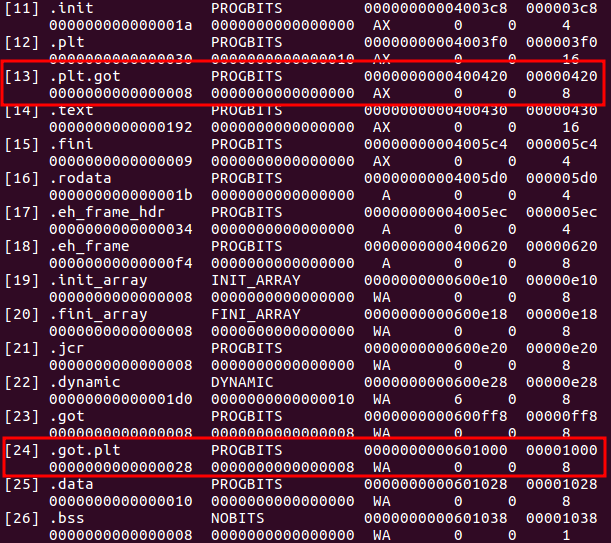 [11] .init PROGBITS 00000000004003c8 000003c8
000000000000001a 0000000000000000 AX 0 0 4
[12] .plt PROGBITS 00000000004003f0 000003f0
0000000000000030 0000000000000010 AX 0 0 16
[13] .plt.got PROGBITS 0000000000400420 00000420
0000000000000008 0000000000000000 AX 0 0 8
[14] .text PROGBITS 0000000000400430 00000430
0000000000000192 0000000000000000 AX 0 0 16
[15] .fini PROGBITS 00000000004005c4 000005c4
0000000000000009 0000000000000000 AX 0 0 4
[16] .rodata PROGBITS 00000000004005d0 000005d0
000000000000001b 0000000000000000 A 0 0 4
[17] .eh_frame_hdr PROGBITS 00000000004005ec 000005ec
0000000000000034 0000000000000000 A 0 0 4
[18] .eh_frame PROGBITS 0000000000400620 00000620
00000000000000f4 0000000000000000 A 0 0 8
[19] .init_array INIT_ARRAY 0000000000600e10 00000e10
0000000000000008 0000000000000000 WA 0 0 8
[20] .fini_array FINI_ARRAY 0000000000600e18 00000e18
0000000000000008 0000000000000000 WA 0 0 8
[21] .jcr PROGBITS 0000000000600e20 00000e20
0000000000000008 0000000000000000 WA 0 0 8
[22] .dynamic DYNAMIC 0000000000600e28 00000e28
00000000000001d0 0000000000000010 WA 6 0 8
[23] .got PROGBITS 0000000000600ff8 00000ff8
0000000000000008 0000000000000008 WA 0 0 8
[24] .got.plt PROGBITS 0000000000601000 00001000
0000000000000028 0000000000000008 WA 0 0 8
[25] .data PROGBITS 0000000000601028 00001028
0000000000000010 0000000000000000 WA 0 0 8
[26] .bss NOBITS 0000000000601038 00001038
0000000000000008 0000000000000000 WA 0 0 1